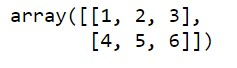 array([[1, 2, 3],
       [4, 5, 6]])